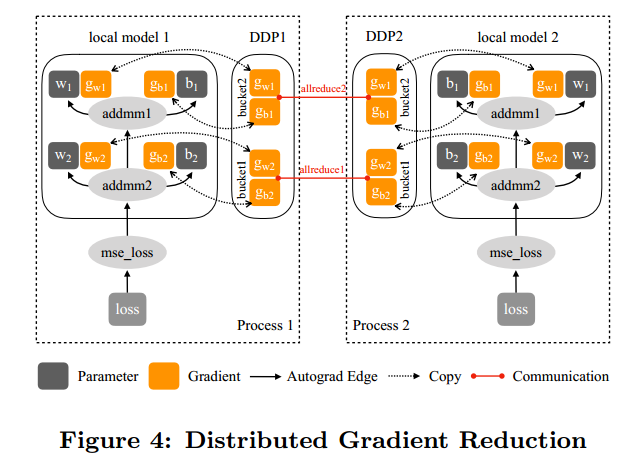 local model 1
DDP1
DDP2
local model 2
w1 gw1 gb1 b1
bucket2
gw1
gb1
allreduce2
gw1
gb1
bucket2
b1 gb1 gw1 w1
addmm1
addmm1
w2 gw2 gb2 b2
bucket1
gw2
gb2
allreduce1
gw2
gb2
bucket1
b2 gb2 gw2 w2
addmm2
addmm2
mse_loss
mse_loss
loss
loss
Process 1
Process 2
Parameter
Gradient
Autograd Edge
Copy
Communication
Figure 4: Distributed Gradient Reduction